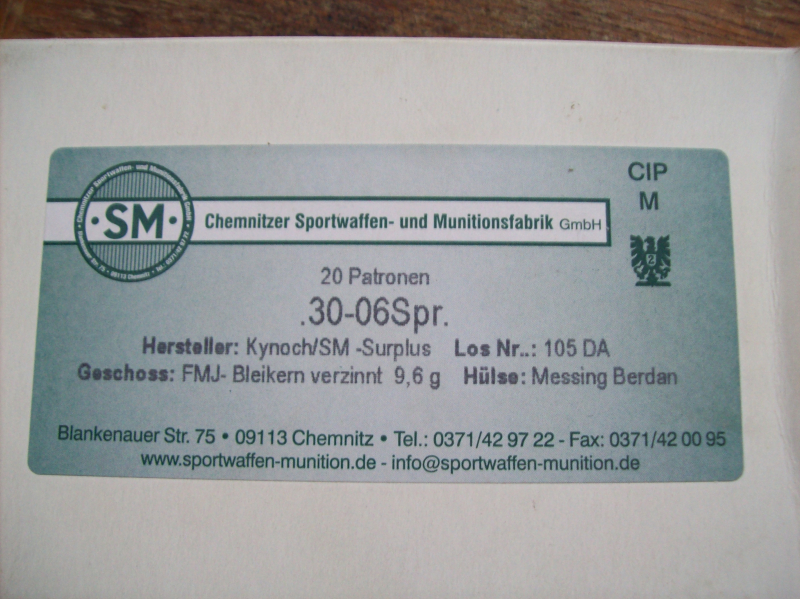 CIP
M
2
·SM·
Chemnitzer Sportwaffen- und Munitionsfabrik GmbH
20 Patronen
.30-06Spr.
Hersteller: Kynoch/SM -Surplus Los Nr..: 105 DA
Geschoss: FMJ- Bleikern verzinnt 9,6 g Hülse: Messing Berdan
Blankenauer Str. 75 • 09113 Chemnitz • Tel.: 0371/42 97 22 - Fax: 0371/42 00 95
www.sportwaffen-munition.de - info@sportwaffen-munition.de